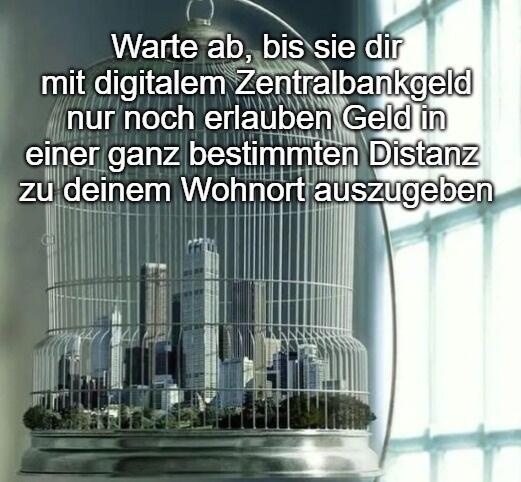 Warte ab, bis sie dir
mit digitalem Zentralbankgeld
nur noch erlauben Geld in
einer ganz bestimmten Distanz
zu deinem Wohnort auszugeben